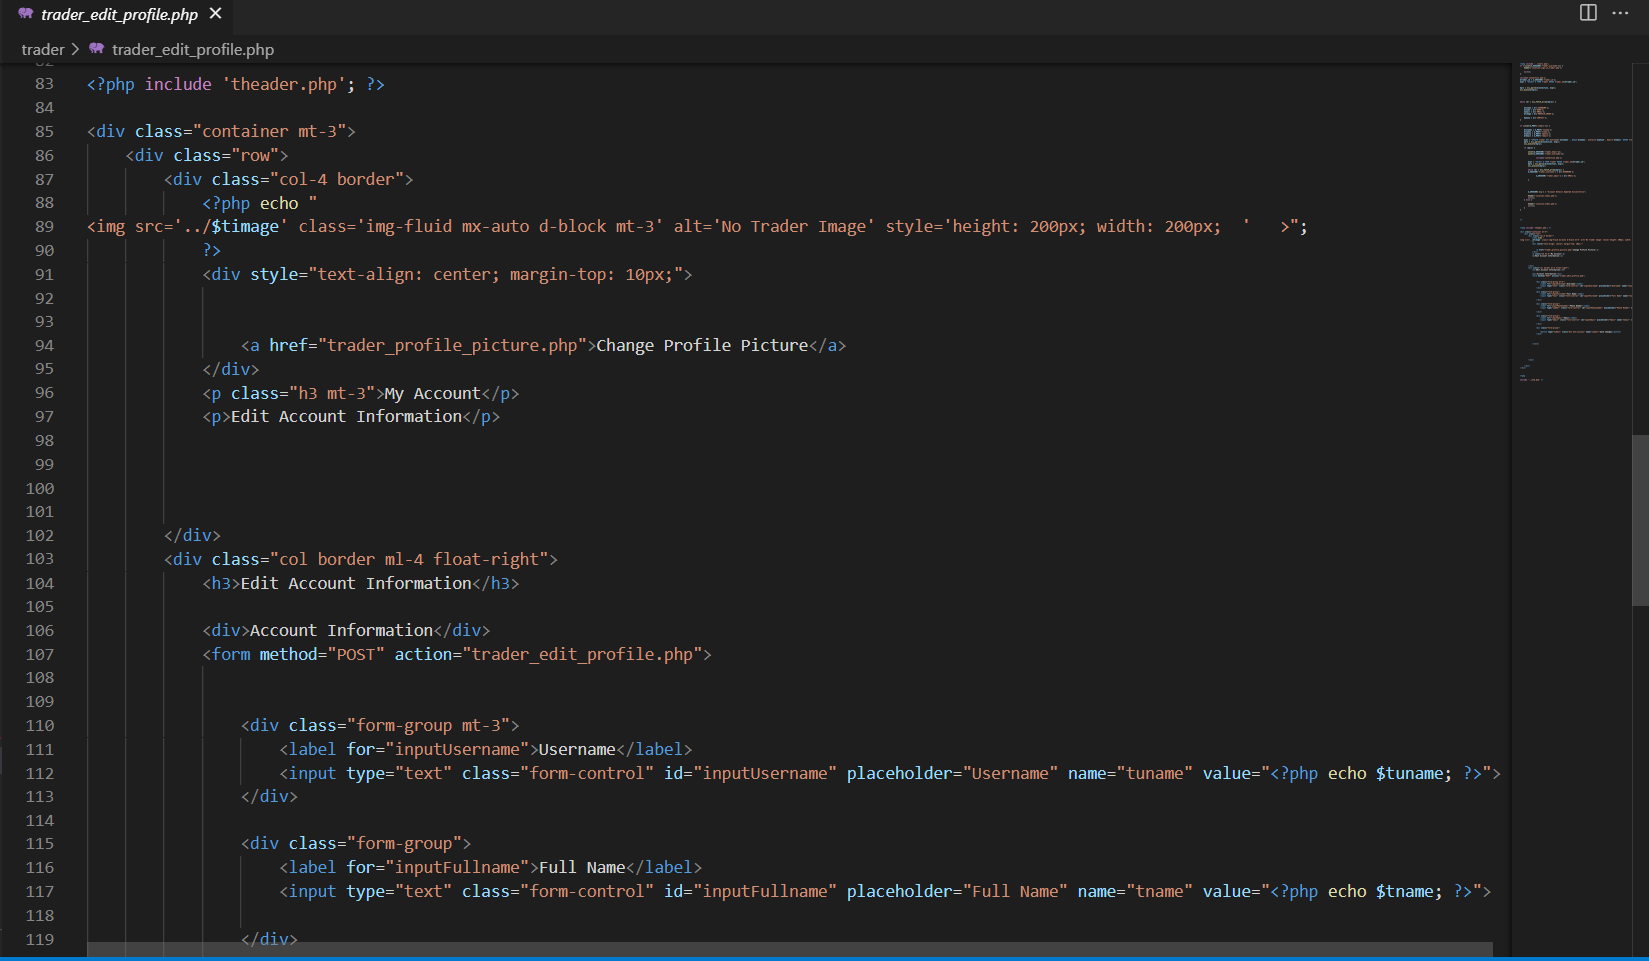 trader_edit_profile.php
trader > trader_edit_profile.php
82
83 <?php include 'theader.php'; ?>
84
85 <div class="container mt-3">
86 <div class="row">
87 <div class="col-4 border">
88 <?php echo "
89 <img src='../$timage' class='img-fluid mx-auto d-block mt-3' alt='No Trader Image' style='height: 200px; width: 200px;  '   >";
90 ?>
91 <div style="text-align: center; margin-top: 10px;">
92
93
94 <a href="trader_profile_picture.php">Change Profile Picture</a>
95 </div>
96 <p class="h3 mt-3">My Account</p>
97 <p>Edit Account Information</p>
98
99
100
101
102 </div>
103 <div class="col border ml-4 float-right">
104 <h3>Edit Account Information</h3>
105
106 <div>Account Information</div>
107 <form method="POST" action="trader_edit_profile.php">
108
109
110 <div class="form-group mt-3">
111 <label for="inputUsername">Username</label>
112 <input type="text" class="form-control" id="inputUsername" placeholder="Username" name="tuname" value="<?php echo $tuname; ?>">
113 </div>
114
115 <div class="form-group">
116 <label for="inputFullname">Full Name</label>
117 <input type="text" class="form-control" id="inputFullname" placeholder="Full Name" name="tname" value="<?php echo $tname; ?>">
118
119 </div>